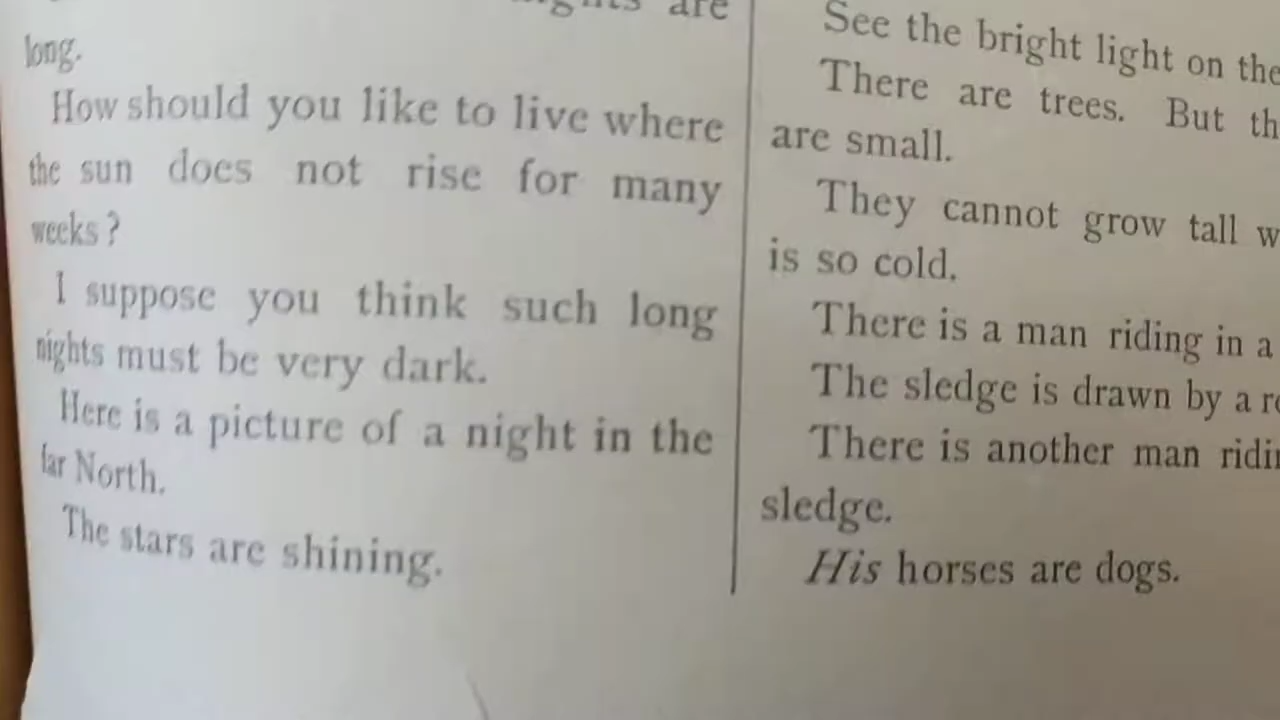 are
long.
How should you like to live where
the sun does not rise for many
weeks ?
I suppose you think such long
nights must be very dark.
Here is a picture of a night in the
far North.
The stars are shining.
See the bright light on the
There are trees. But
are small.
They cannot grow tall
is so cold.
There is a man riding in a
The sledge is drawn by a
There is another man
sledge.
His horses are dogs.